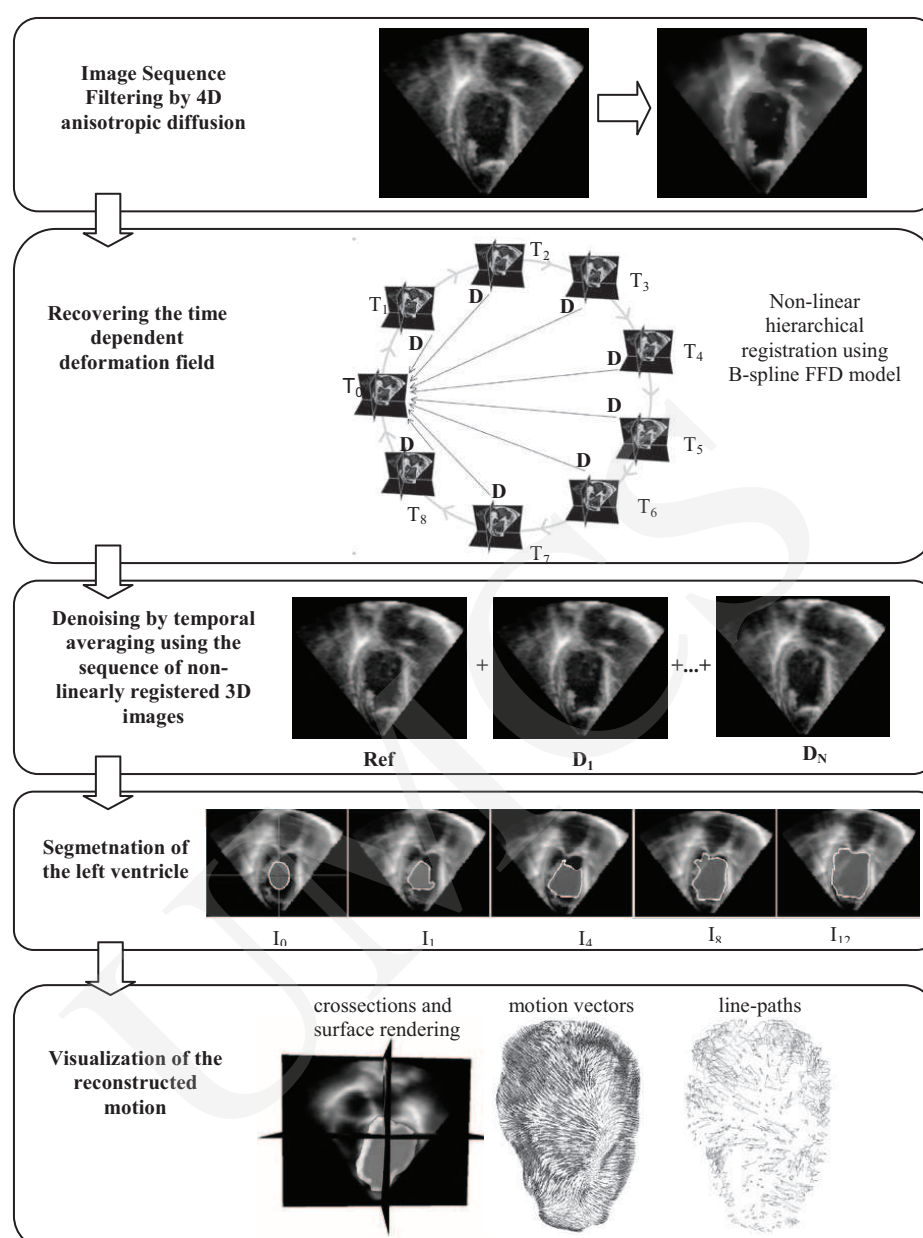 Image Sequence
Filtering by 4D
anisotropic diffusion
Recovering the time
dependent
deformation field
T0
T1
T2
T3
T4
T5
T6
T7
T8
D
D
D
D
D
D
D
D
Non-linear
hierarchical
registration using
B-spline FFD model
Denoising by temporal
averaging using the
sequence of non-
linearly registered 3D
images
+
+...+
Ref
D1
DN
Segmetnation of
the left ventricle
I0
I1
I4
I8
I12
Visualization of the
reconstructed
motion
crossections and
surface rendering
motion vectors
line-paths
UMCS